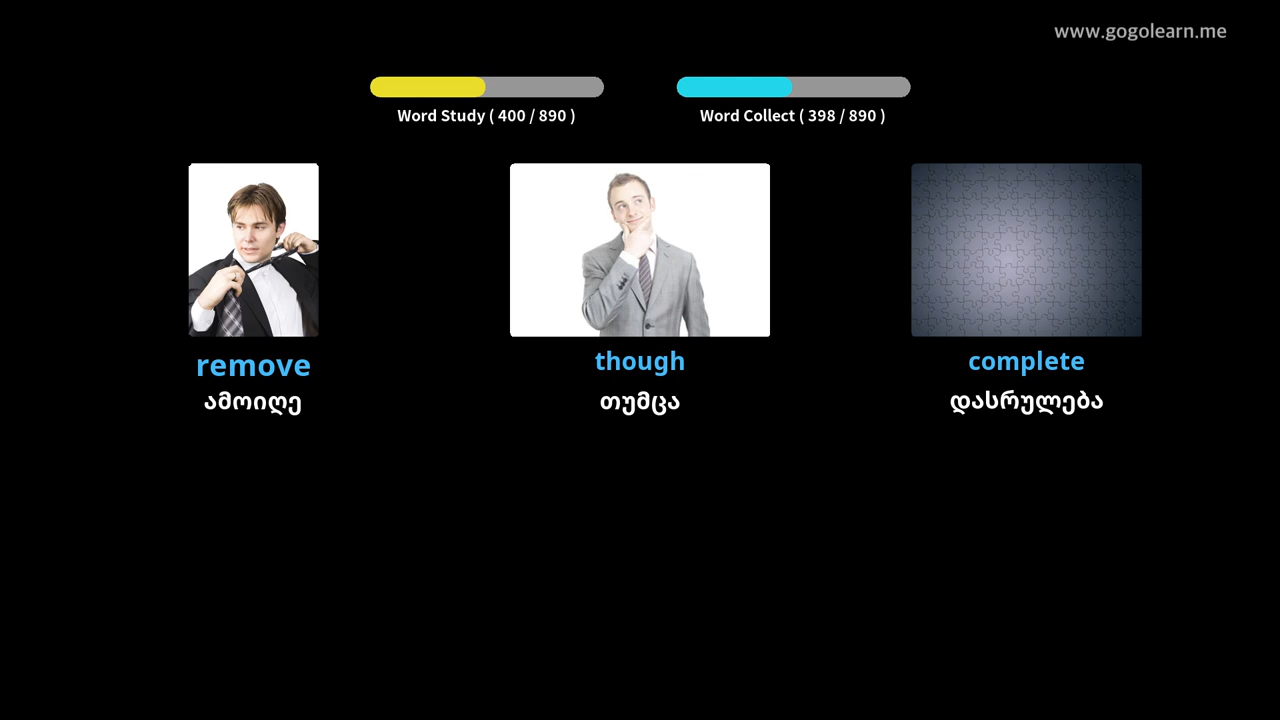 www.gogolearn.me
Word Study ( 400 / 890 )
Word Collect ( 398 / 890 )
remove
ამოიღე
though
თუმცა
complete
დასრულება